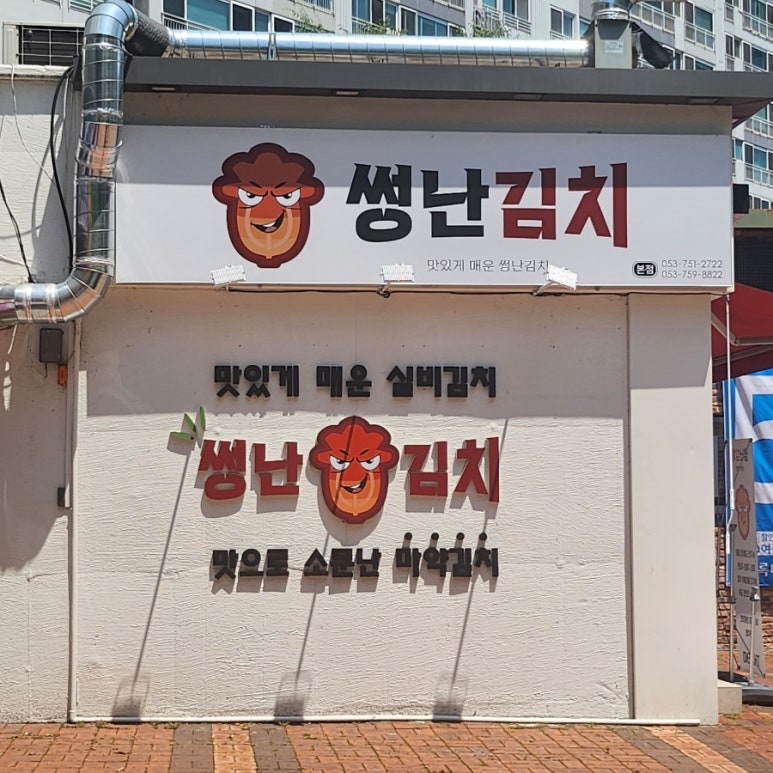 썽난김치
맛있게 매운 썽난김치
본점
053-751-2722
053-759-8822
맛있게 매운 실비김치
썽난 김치
맛으로 소문난 마약김치